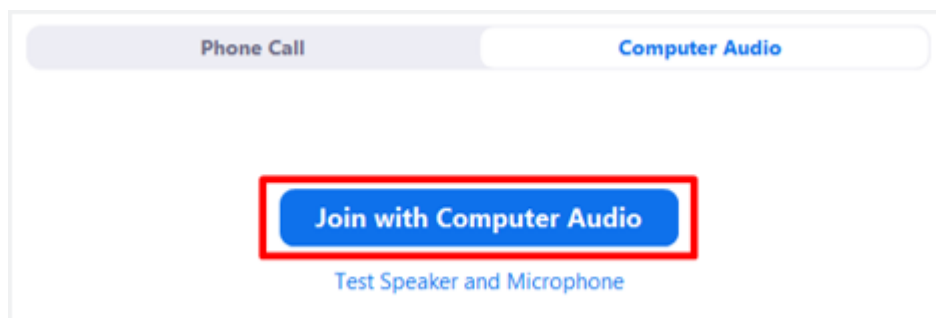 Phone Call
Computer Audio
Join with Computer Audio
Test Speaker and Microphone